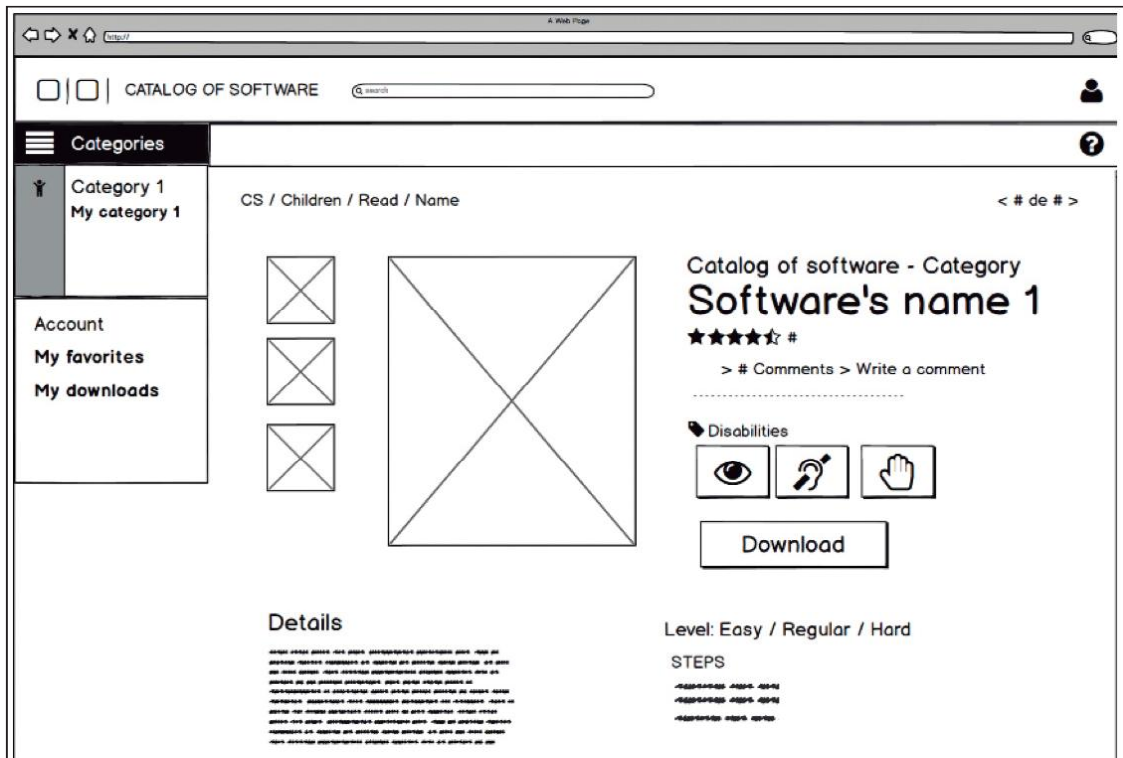 A Web Page
http://
CATALOG OF SOFTWARE
search
Categories
Category 1
My category 1
CS / Children / Read / Name
< # de # >
Account
My favorites
My downloads
Catalog of software - Category
Software's name 1
#
> # Comments > Write a comment
Disabilities
Download
Details
Level: Easy / Regular / Hard
STEPS